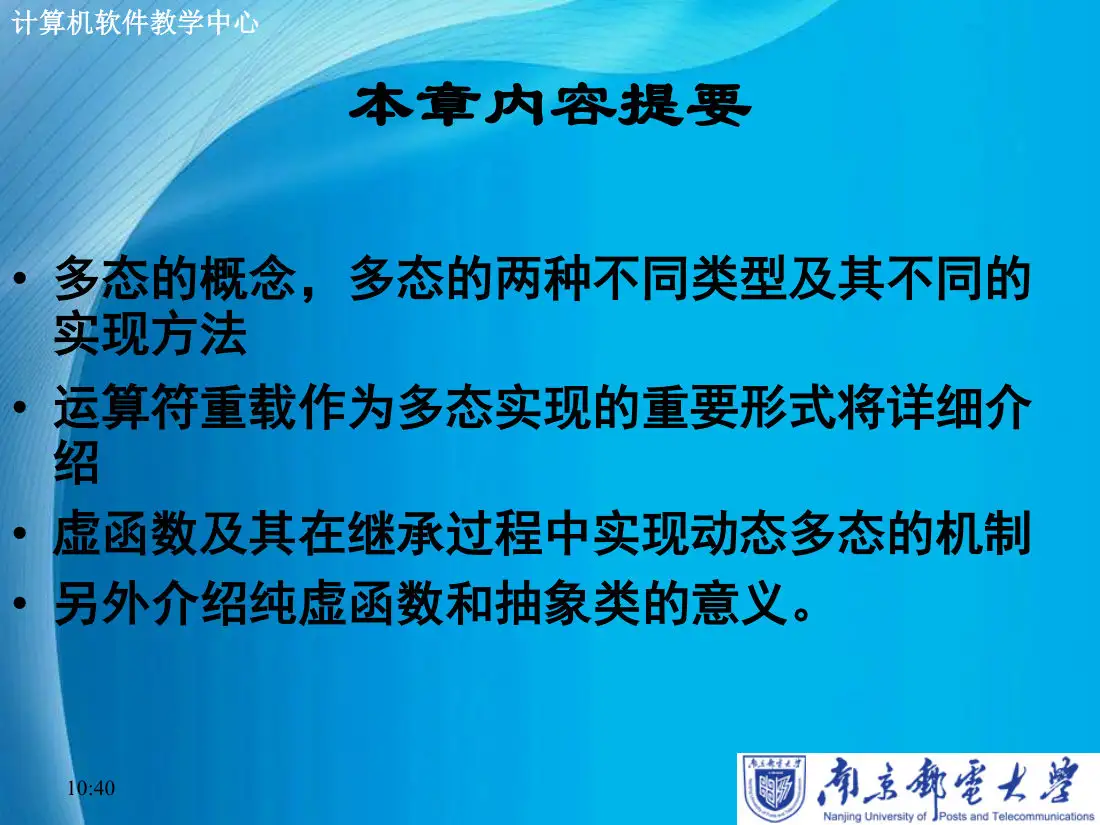 计算机软件教学中心
本章内容提要
• 多态的概念，多态的两种不同类型及其不同的
实现方法
• 运算符重载作为多态实现的重要形式将详细介
绍
• 虚函数及其在继承过程中实现动态多态的机制
• 另外介绍纯虚函数和抽象类的意义。
10:40
南京郵電大學
Nanjing University of Posts and Telecommunications